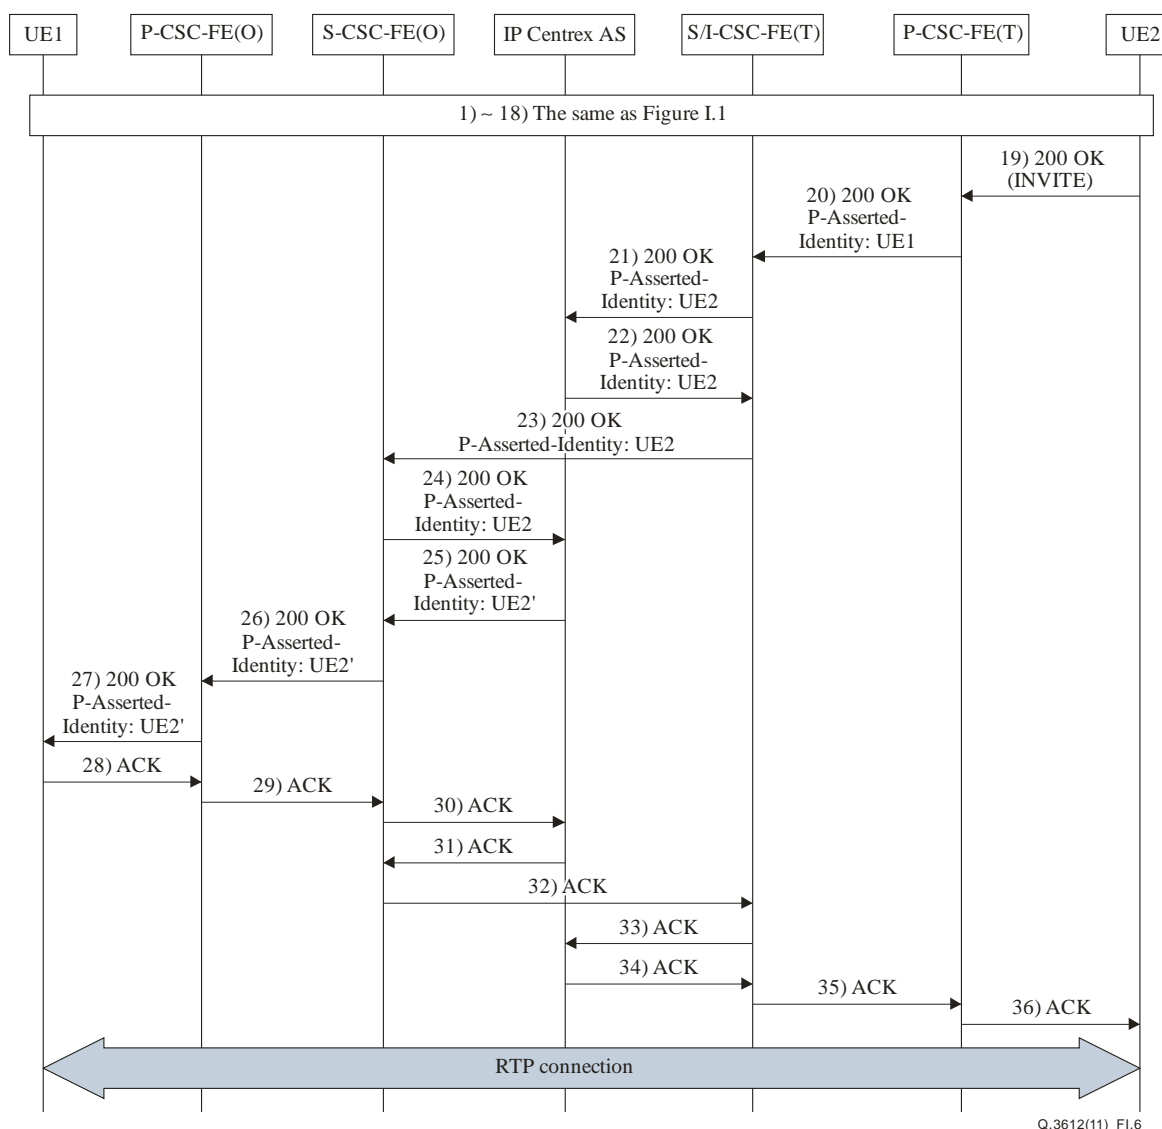 UE1
P-CSC-FE(O)
S-CSC-FE(O)
IP Centrex AS
S/I-CSC-FE(T)
P-CSC-FE(T)
UE2
1) ~ 18) The same as Figure I.1
19) 200 OK
(INVITE)
20) 200 OK
P-Asserted-
Identity: UE1
21) 200 OK
P-Asserted-
Identity: UE2
22) 200 OK
P-Asserted-
Identity: UE2
23) 200 OK
P-Asserted-Identity: UE2
24) 200 OK
P-Asserted-
Identity: UE2
25) 200 OK
P-Asserted-
Identity: UE2'
26) 200 OK
P-Asserted-
Identity: UE2'
27) 200 OK
P-Asserted-
Identity: UE2'
28) ACK
29) ACK
30) ACK
31) ACK
32) ACK
33) ACK
34) ACK
35) ACK
36) ACK
RTP connection
Q.3612(11)_FI.6